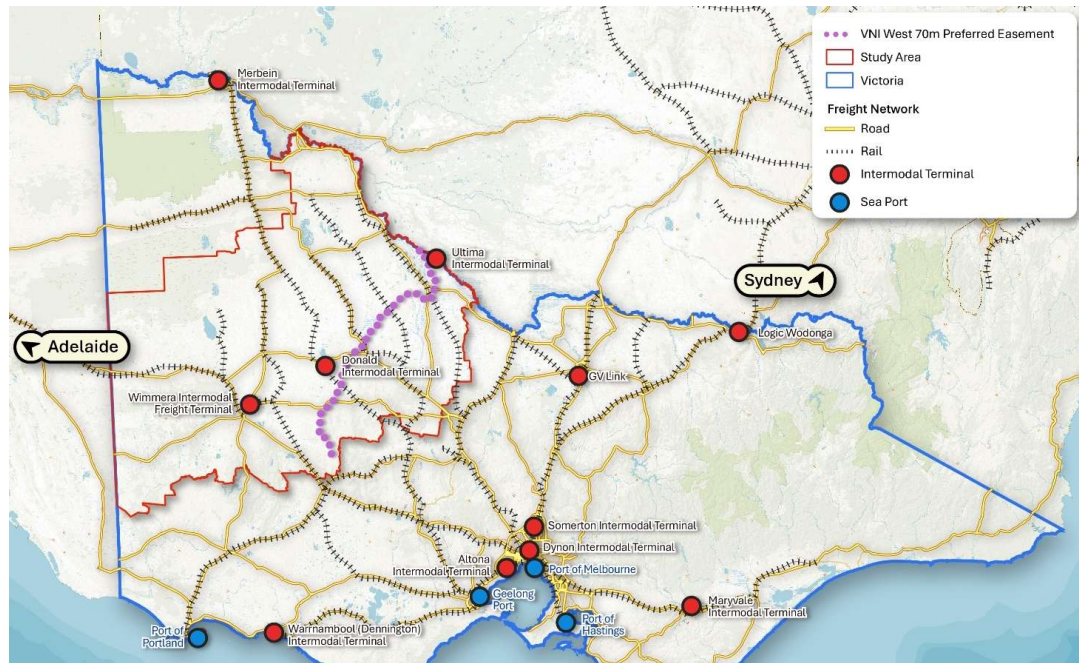 VNI West 70m Preferred Easement
Study Area
Victoria
Freight Network
Road
Rail
Intermodal Terminal
Sea Port
Merbein
Intermodal Terminal
Ultima
Intermodal Terminal
Sydney
Adelaide
Logic Wodonga
Donald
Intermodal Terminal
GV Link
Wimmera Intermodal
Freight Terminal
Somerton Intermodal Terminal
Dynon Intermodal Terminal
Altona
Intermodal Terminal
Port of Melbourne
Geelong
Port
Maryvale
Intermodal Terminal
Port of
Hastings
Port of
Portland
Warrnambool (Dennington)
Intermodal Terminal